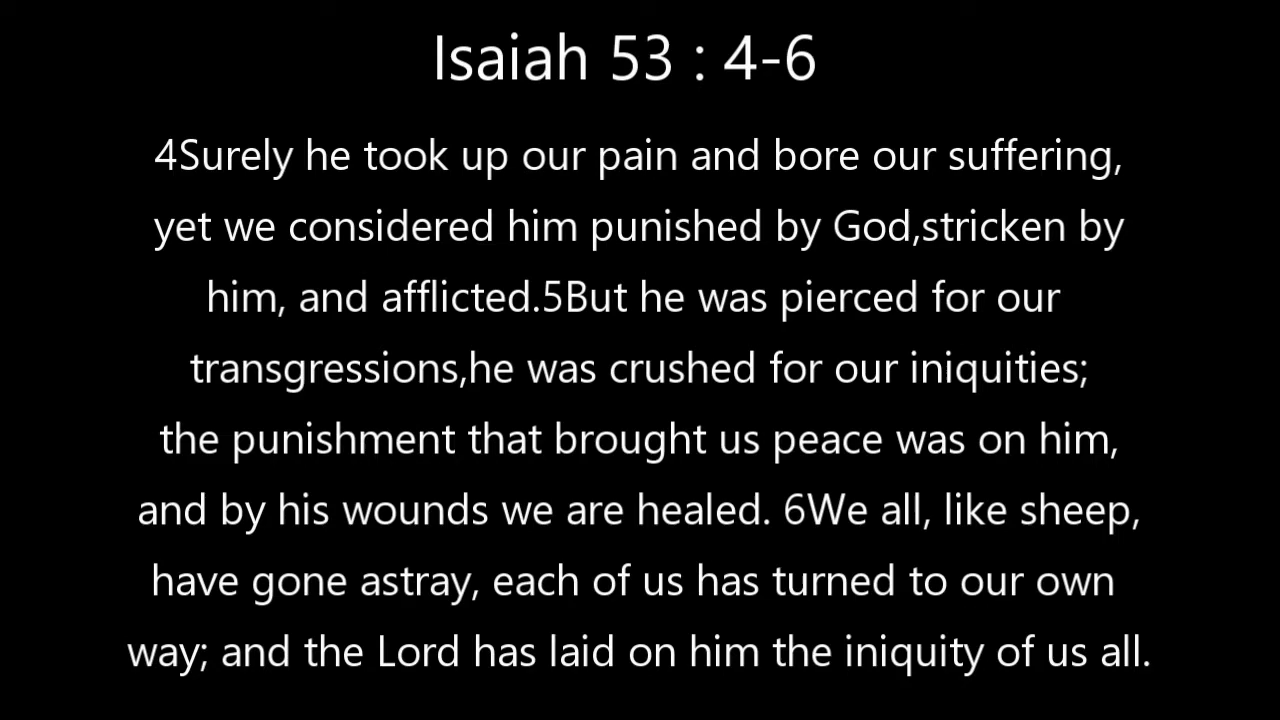 Isaiah 53 : 4-6
4Surely he took up our pain and bore our suffering,
yet we considered him punished by God,stricken by
him, and afflicted.5But he was pierced for our
transgressions,he was crushed for our iniquities;
the punishment that brought us peace was on him,
and by his wounds we are healed. 6We all, like sheep,
have gone astray, each of us has turned to our own
way; and the Lord has laid on him the iniquity of us all.